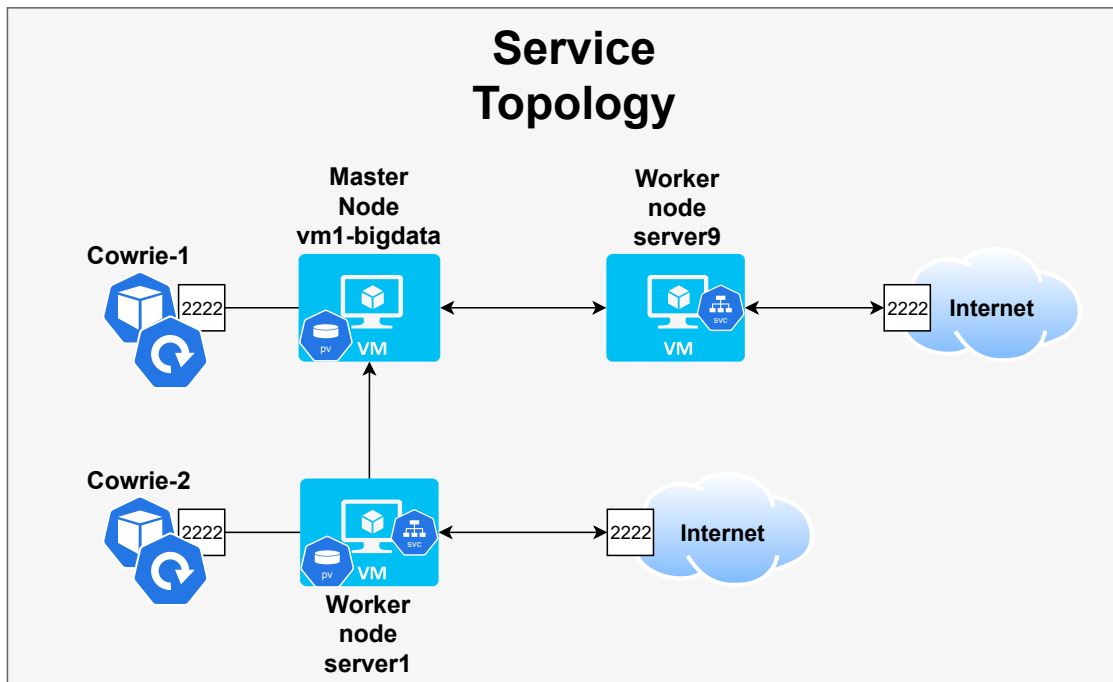 Service
Topology
Master
Node
vm1-bigdata
Worker
node
server9
Cowrie-1
2222
pv
VM
svc
VM
2222
Internet
Cowrie-2
2222
pv
svc
VM
2222
Internet
Worker
node
server1